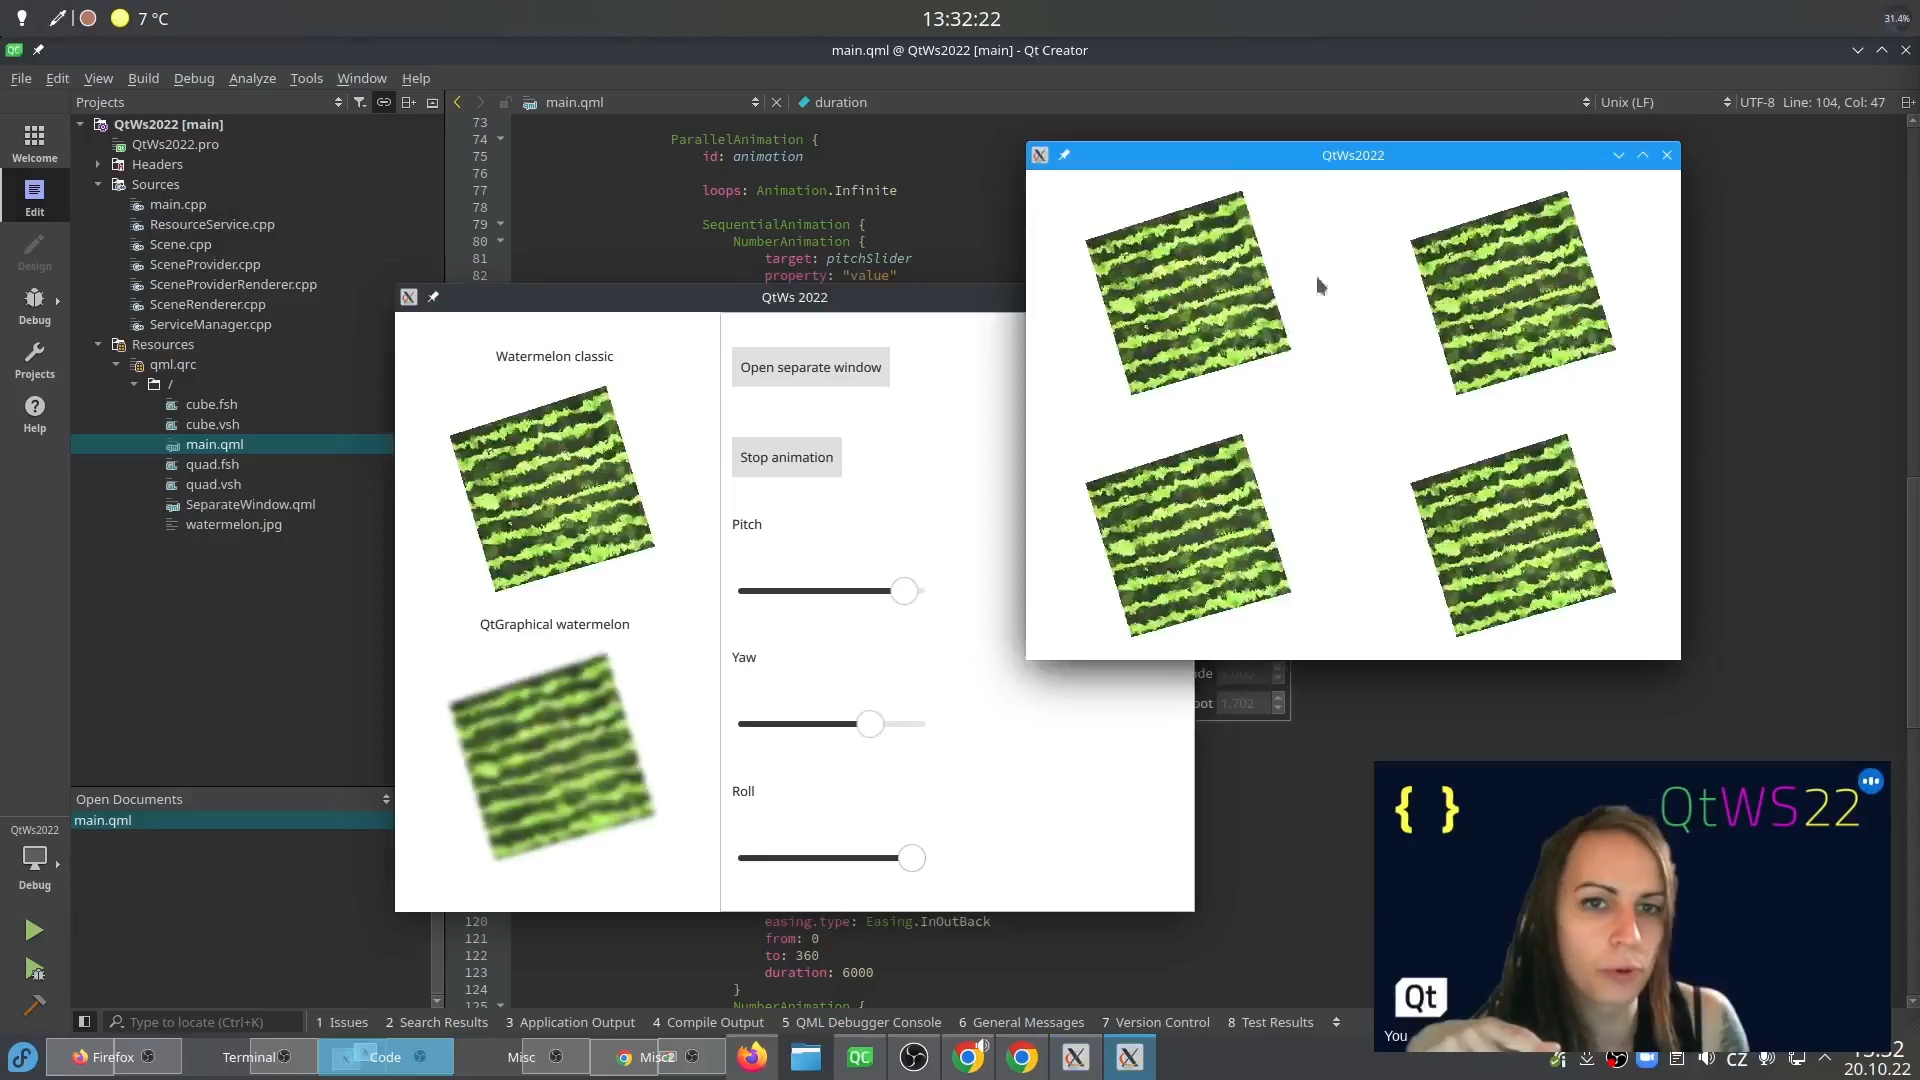 7 °C
13:32:22
31.4%
QC
main.qml @ QtWs2022 [main] - Qt Creator
File Edit View Build Debug Analyze Tools Window Help
Projects
main.qml
duration
Unix (LF)
UTF-8
Line: 104, Col: 47
Welcome
Edit
Design
Debug
Projects
Help
QtWs2022 [main]
QtWs2022.pro
Headers
Sources
main.cpp
ResourceService.cpp
Scene.cpp
SceneProvider.cpp
SceneProviderRenderer.cpp
SceneRenderer.cpp
ServiceManager.cpp
Resources
qml.qrc
/
cube.fsh
cube.vsh
main.qml
quad.fsh
quad.vsh
SeparateWindow.qml
watermelon.jpg
73
74 ParallelAnimation {
75 id: animation
76
77 loops: Animation.Infinite
78
79 SequentialAnimation {
80 NumberAnimation {
81 target: pitchSlider
82 property: "value"
QtWs2022
QtWs 2022
Watermelon classic
QtGraphical watermelon
Open separate window
Stop animation
Pitch
Yaw
Roll
1.702
120 easing.type: Easing.InOutBack
121 from: 0
122 to: 360
123 duration: 6000
124 }
125 NumberAnimation {
Open Documents
main.qml
QtWs2022
Debug
{ } QtWS22
Qt
You
Type to locate (Ctrl+K)
1 Issues
2 Search Results
3 Application Output
4 Compile Output
5 QML Debugger Console
6 General Messages
7 Version Control
8 Test Results
Firefox
Terminal
Code
Misc
QC
CZ
13:32
20.10.22